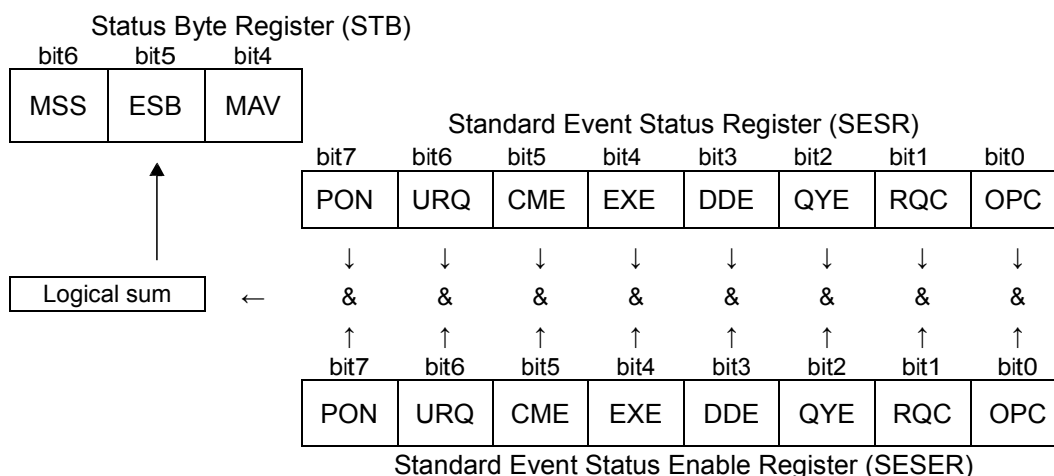 Status Byte Register (STB)
bit6 bit5 bit4
MSS ESB MAV
Standard Event Status Register (SESR)
bit7 bit6 bit5 bit4 bit3 bit2 bit1 bit0
PON URQ CME EXE DDE QYE RQC OPC
↓ ↓ ↓ ↓ ↓ ↓ ↓ ↓
Logical sum ← & & & & & & & &
↑ ↑ ↑ ↑ ↑ ↑ ↑ ↑
bit7 bit6 bit5 bit4 bit3 bit2 bit1 bit0
PON URQ CME EXE DDE QYE RQC OPC
Standard Event Status Enable Register (SESER)